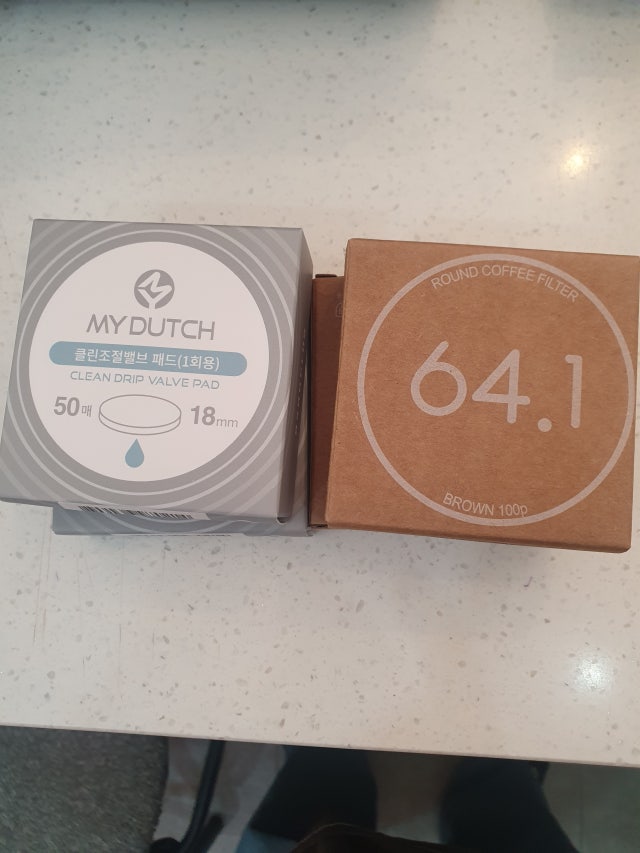 MY DUTCH
클린조절밸브 패드(1회용)
CLEAN DRIP VALVE PAD
50매
18mm
ROUND COFFEE FILTER
64.1
BROWN 100p